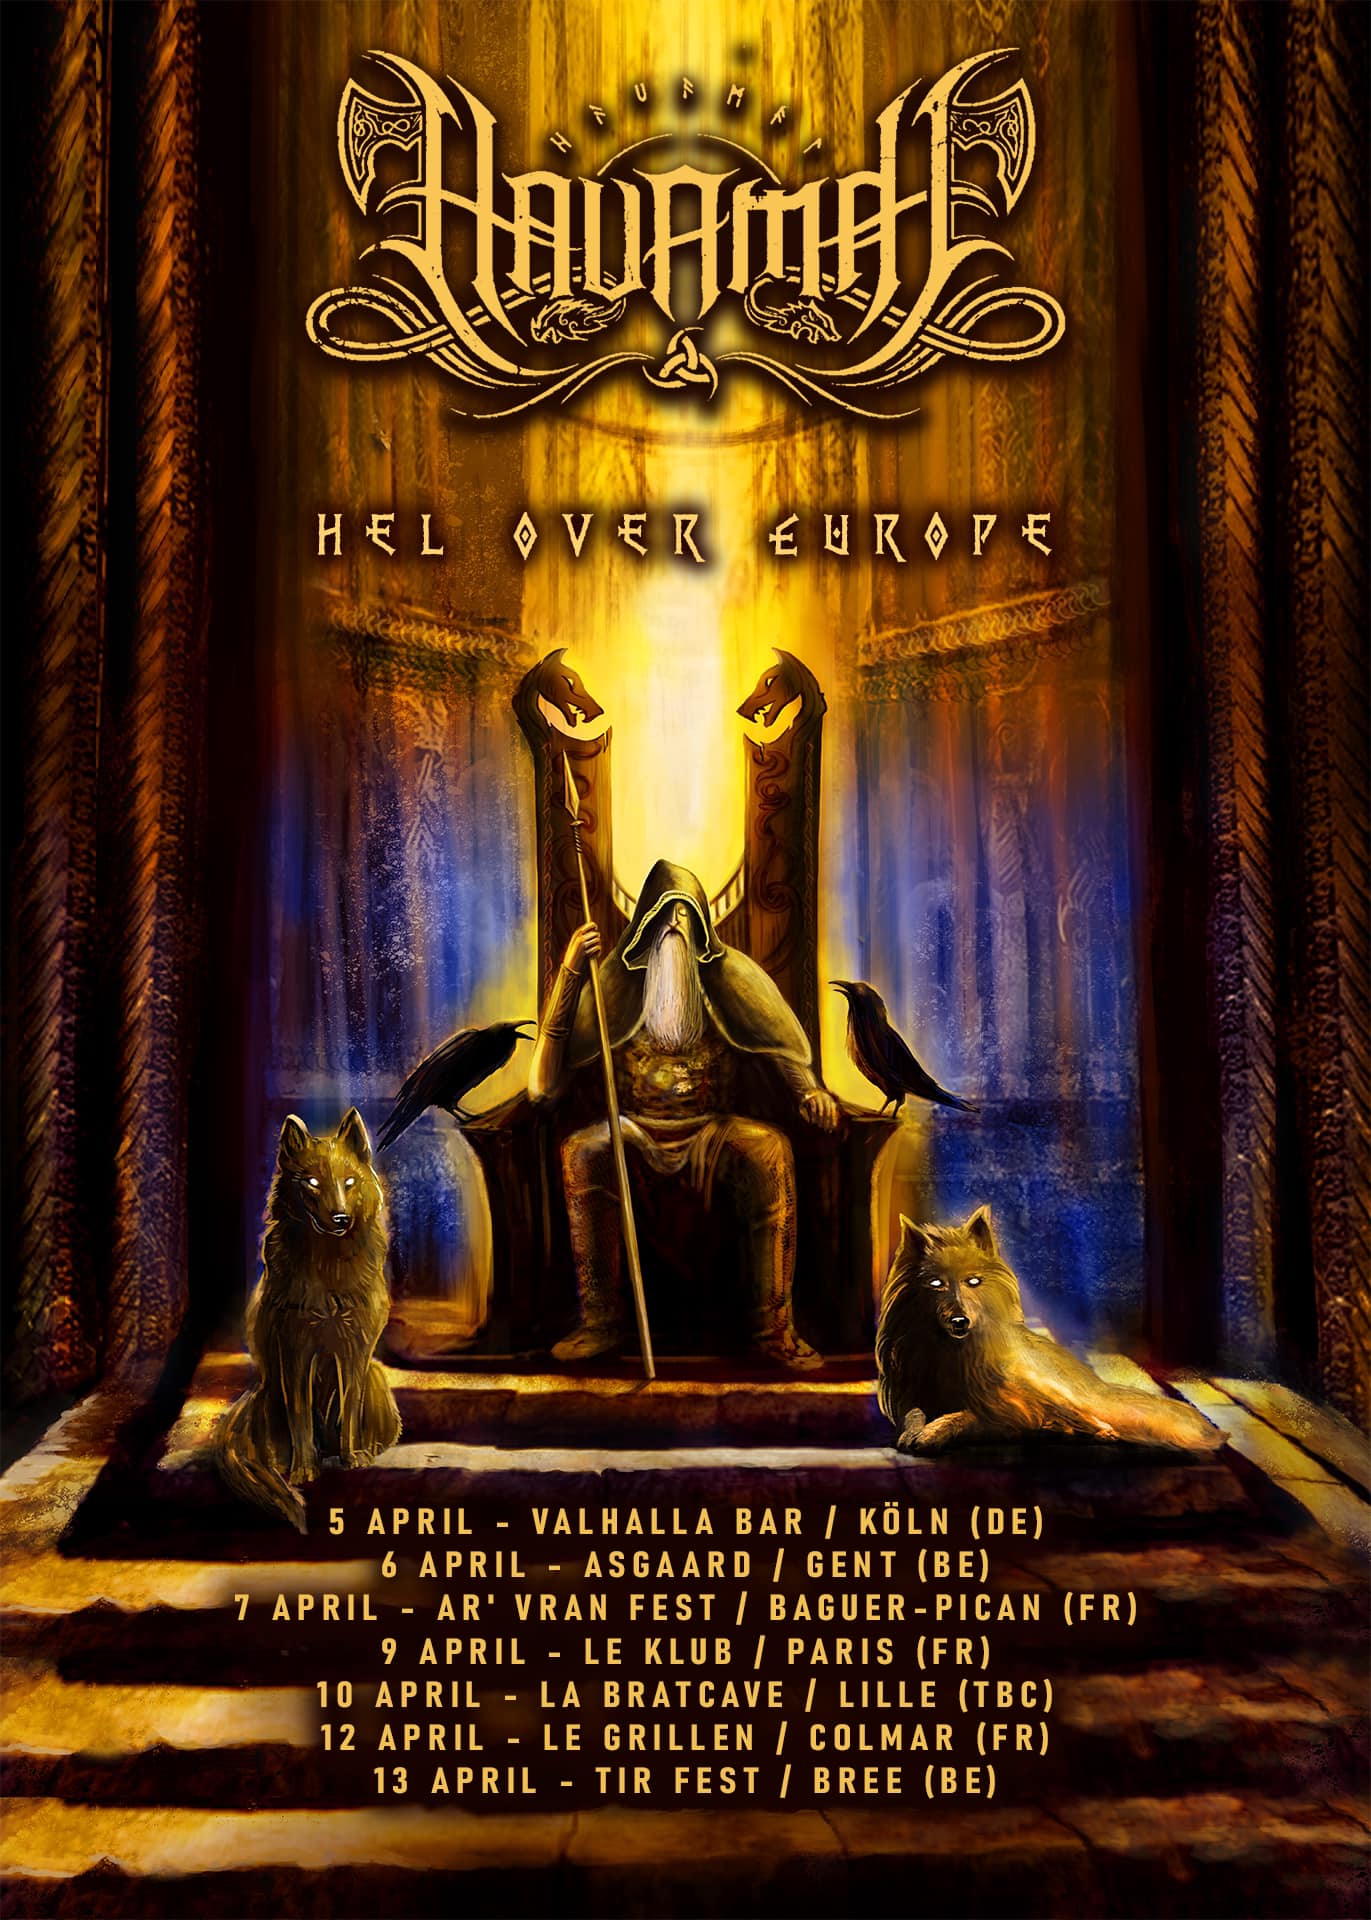 ᚺᚨᚢᚨᛗᚨᛚ
HAVAMAL
HEL OVER EUROPE
5 APRIL - VALHALLA BAR / KÖLN (DE)
6 APRIL - ASGAARD / GENT (BE)
7 APRIL - AR' VRAN FEST / BAGUER-PICAN (FR)
9 APRIL - LE KLUB / PARIS (FR)
10 APRIL - LA BRATCAVE / LILLE (TBC)
12 APRIL - LE GRILLEN / COLMAR (FR)
13 APRIL - TIR FEST / BREE (BE)